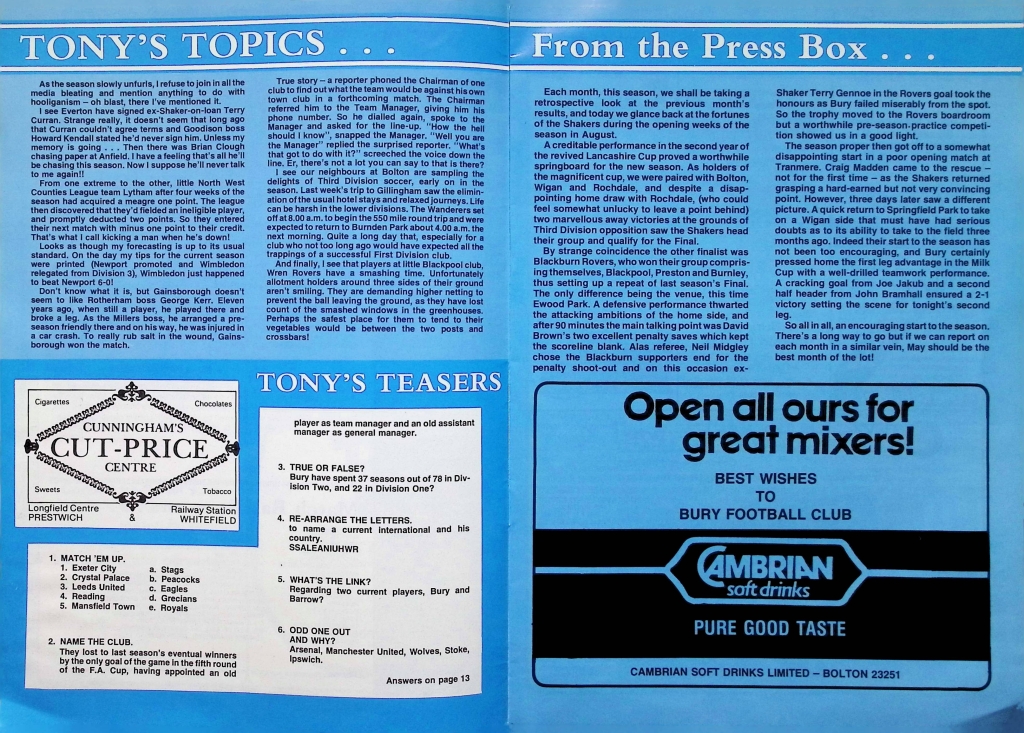 TONY'S TOPICS . . .
As the season slowly unfurls, I refuse to join in all the
media bleating and mention anything to do with
hooliganism – oh blast, there I've mentioned it.
I see Everton have signed ex-Shaker-on-loan Terry
Curran. Strange really, it doesn't seem that long ago
that Curran couldn't agree terms and Goodison boss
Howard Kendall stated he'd never sign him. Unless my
memory is going . . . Then there was Brian Clough
chasing paper at Anfield. I have a feeling that's all he'll
be chasing this season. Now I suppose he'll never talk
to me again!!
From one extreme to the other, little North West
Counties League team Lytham after four weeks of the
season had acquired a meagre one point. The league
then discovered that they'd fielded an ineligible player,
and promptly deducted two points. So they entered
their next match with minus one point to their credit.
That's what I call kicking a man when he's down!
Looks as though my forecasting is up to its usual
standard. On the day my tips for the current season
were printed (Newport promoted and Wimbledon
relegated from Division 3), Wimbledon just happened
to beat Newport 6-0!
Don't know what it is, but Gainsborough doesn't
seem to like Rotherham boss George Kerr. Eleven
years ago, when still a player, he played there and
broke a leg. As the Millers boss, he arranged a pre-
season friendly there and on his way, he was injured in
a car crash. To really rub salt in the wound, Gains-
borough won the match.
True story – a reporter phoned the Chairman of one
club to find out what the team would be against his own
town club in a forthcoming match. The Chairman
referred him to the Team Manager, giving him his
phone number. So he dialled again, spoke to the
Manager and asked for the line-up. "How the hell
should I know", snapped the Manager. "Well you are
the Manager" replied the surprised reporter. "What's
that got to do with it?" screeched the voice down the
line. Er, there's not a lot you can say to that is there?
I see our neighbours at Bolton are sampling the
delights of Third Division soccer, early on in the
season. Last week's trip to Gillingham saw the elimin-
ation of the usual hotel stays and relaxed journeys. Life
can be harsh in the lower divisions. The Wanderers set
off at 8.00 a.m. to begin the 550 mile round trip and were
expected to return to Burnden Park about 4.00 a.m. the
next morning. Quite a long day that, especially for a
club who not too long ago would have expected all the
trappings of a successful First Division club.
And finally, I see that players at little Blackpool club,
Wren Rovers have a smashing time. Unfortunately
allotment holders around three sides of their ground
aren't smiling. They are demanding higher netting to
prevent the ball leaving the ground, as they have lost
count of the smashed windows in the greenhouses.
Perhaps the safest place for them to tend to their
vegetables would be between the two posts and
crossbars!
Cigarettes
Chocolates
CUNNINGHAM'S
CUT-PRICE
CENTRE
Sweets
Tobacco
Longfield Centre
PRESTWICH
&
Railway Station
WHITEFIELD
TONY'S TEASERS
1. MATCH 'EM UP.
1. Exeter City a. Stags
2. Crystal Palace b. Peacocks
3. Leeds United c. Eagles
4. Reading d. Grecians
5. Mansfield Town e. Royals
2. NAME THE CLUB.
They lost to last season's eventual winners
by the only goal of the game in the fifth round
of the F.A. Cup, having appointed an old
player as team manager and an old assistant
manager as general manager.
3. TRUE OR FALSE?
Bury have spent 37 seasons out of 78 in Div-
ision Two, and 22 in Division One?
4. RE-ARRANGE THE LETTERS.
to name a current international and his
country.
SSALEANIUHWR
5. WHAT'S THE LINK?
Regarding two current players, Bury and
Barrow?
6. ODD ONE OUT
AND WHY?
Arsenal, Manchester United, Wolves, Stoke,
Ipswich.
Answers on page 13
From the Press Box . . .
Each month, this season, we shall be taking a
retrospective look at the previous month's
results, and today we glance back at the fortunes
of the Shakers during the opening weeks of the
season in August.
A creditable performance in the second year of
the revived Lancashire Cup proved a worthwhile
springboard for the new season. As holders of
the magnificent cup, we were paired with Bolton,
Wigan and Rochdale, and despite a disap-
pointing home draw with Rochdale, (who could
feel somewhat unlucky to leave a point behind)
two marvellous away victories at the grounds of
Third Division opposition saw the Shakers head
their group and qualify for the Final.
By strange coincidence the other finalist was
Blackburn Rovers, who won their group compris-
ing themselves, Blackpool, Preston and Burnley,
thus setting up a repeat of last season's Final.
The only difference being the venue, this time
Ewood Park. A defensive performance thwarted
the attacking ambitions of the home side, and
after 90 minutes the main talking point was David
Brown's two excellent penalty saves which kept
the scoreline blank. Alas referee, Neil Midgley
chose the Blackburn supporters end for the
penalty shoot-out and on this occasion ex-
Shaker Terry Gennoe in the Rovers goal took the
honours as Bury failed miserably from the spot.
So the trophy moved to the Rovers boardroom
but a worthwhile pre-season-practice competi-
tion showed us in a good light.
The season proper then got off to a somewhat
disappointing start in a poor opening match at
Tranmere. Craig Madden came to the rescue –
not for the first time – as the Shakers returned
grasping a hard-earned but not very convincing
point. However, three days later saw a different
picture. A quick return to Springfield Park to take
on a Wigan side that must have had serious
doubts as to its ability to take to the field three
months ago. Indeed their start to the season has
not been too encouraging, and Bury certainly
pressed home the first leg advantage in the Milk
Cup with a well-drilled teamwork performance.
A cracking goal from Joe Jakub and a second
half header from John Bramhall ensured a 2-1
victory setting the scene for tonight's second
leg.
So all in all, an encouraging start to the season.
There's a long way to go but if we can report on
each month in a similar vein, May should be the
best month of the lot!
Open all ours for
great mixers!
BEST WISHES
TO
BURY FOOTBALL CLUB
CAMBRIAN
soft drinks
PURE GOOD TASTE
CAMBRIAN SOFT DRINKS LIMITED – BOLTON 23251